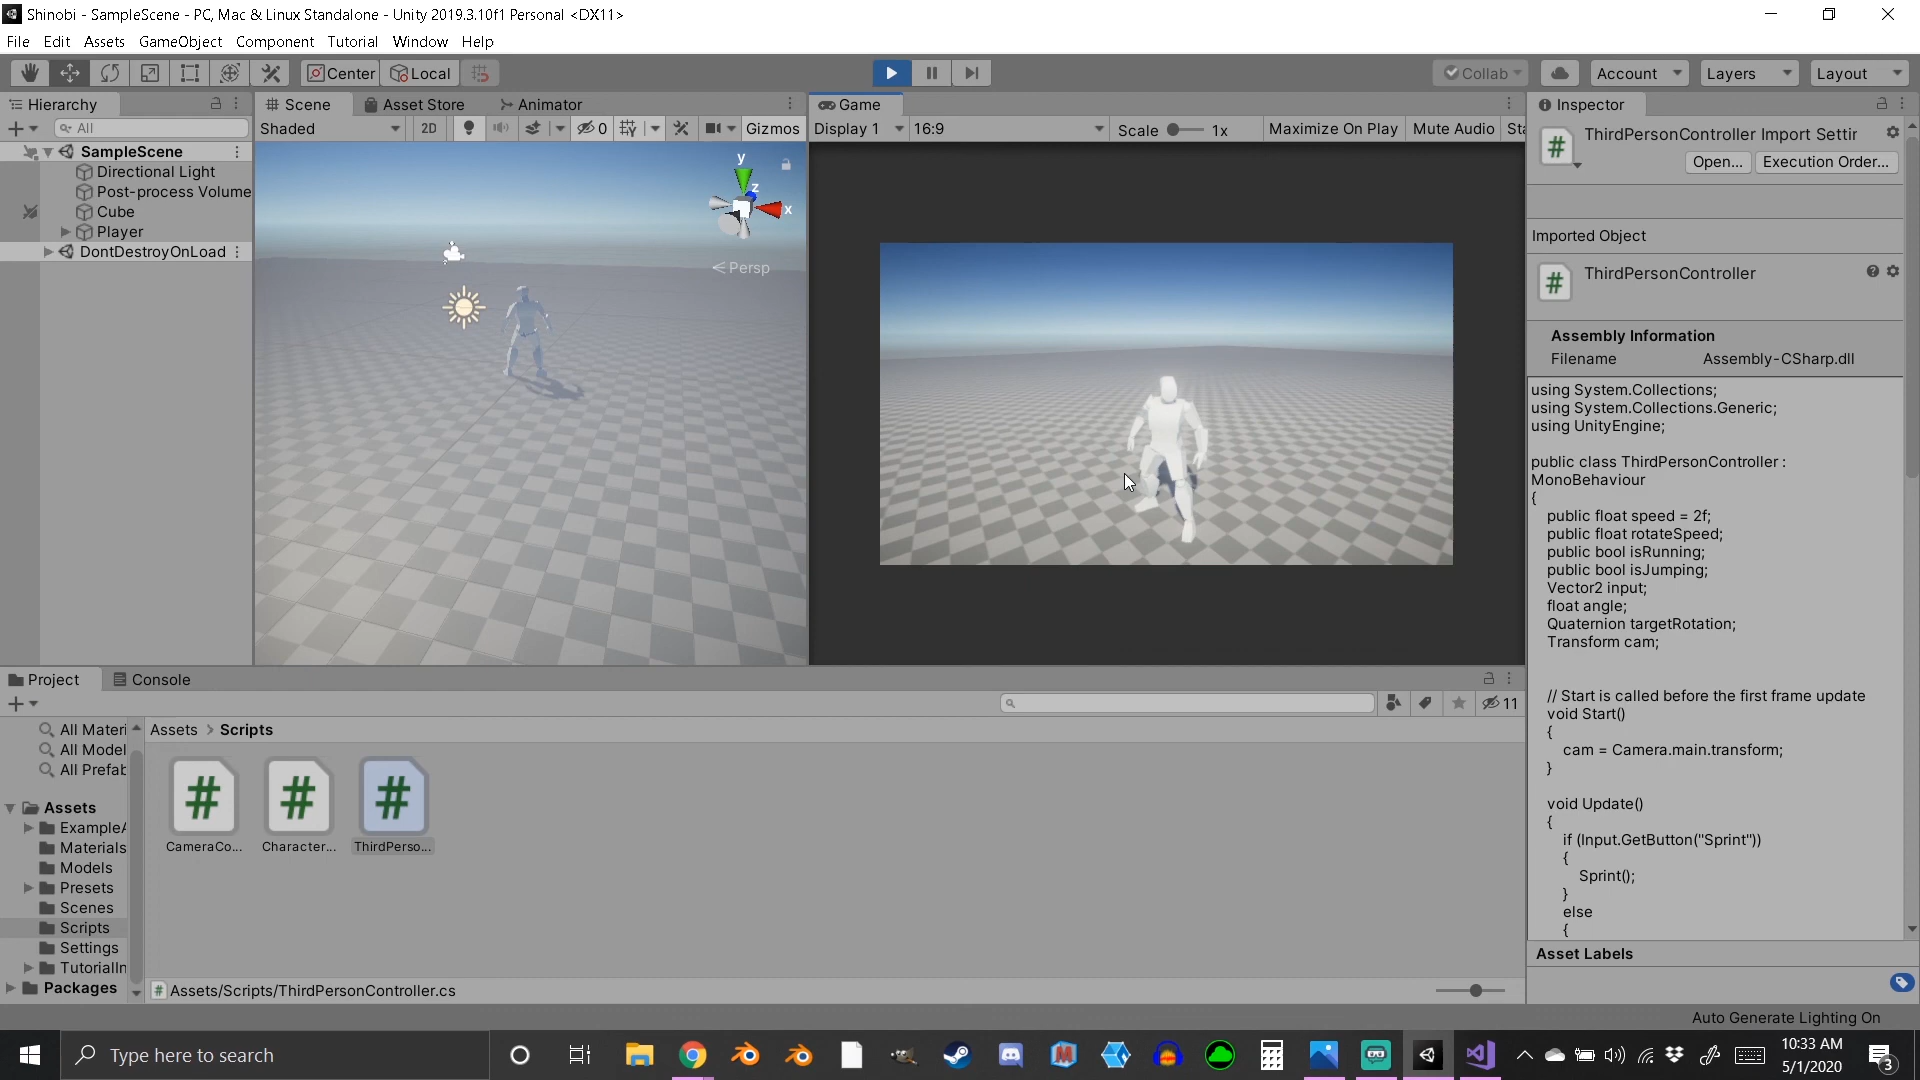 Shinobi - SampleScene - PC, Mac & Linux Standalone - Unity 2019.3.10f1 Personal <DX11>
File Edit Assets GameObject Component Tutorial Window Help
Center Local Collab Account Layers Layout
Hierarchy
All
SampleScene
Directional Light
Post-process Volume
Cube
Player
DontDestroyOnLoad
Scene Asset Store Animator
Shaded 2D 0 Gizmos
y
z
x
Persp
Game
Display 1 16:9 Scale 1x Maximize On Play Mute Audio Sta
Inspector
ThirdPersonController Import Settir
Open... Execution Order...
Imported Object
ThirdPersonController
Assembly Information
Filename Assembly-CSharp.dll
using System.Collections;
using System.Collections.Generic;
using UnityEngine;
public class ThirdPersonController :
MonoBehaviour
{
public float speed = 2f;
public float rotateSpeed;
public bool isRunning;
public bool isJumping;
Vector2 input;
float angle;
Quaternion targetRotation;
Transform cam;
// Start is called before the first frame update
void Start()
{
cam = Camera.main.transform;
}
void Update()
{
if (Input.GetButton("Sprint"))
{
Sprint();
}
else
{
Asset Labels
Project Console
11
All Materi
All Model
All Prefab
Assets
ExampleA
Materials
Models
Presets
Scenes
Scripts
Settings
TutorialIn
Packages
Assets > Scripts
CameraCo... Character... ThirdPerso...
Assets/Scripts/ThirdPersonController.cs
Auto Generate Lighting On
Type here to search
10:33 AM
5/1/2020
3